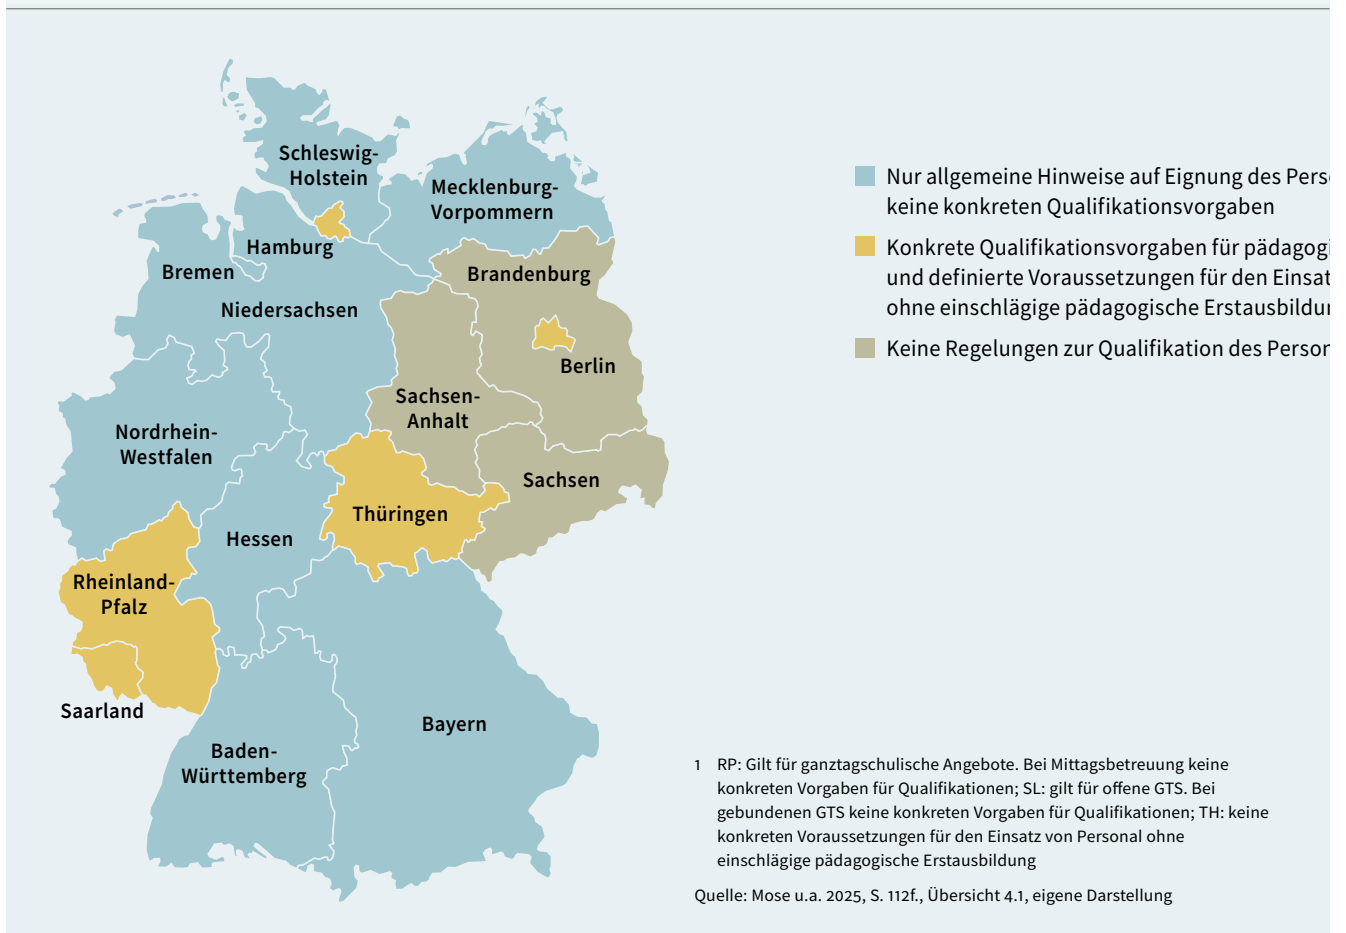 Schleswig-
Holstein
Mecklenburg-
Vorpommern
Hamburg
Bremen
Niedersachsen
Brandenburg
Berlin
Sachsen-
Anhalt
Nordrhein-
Westfalen
Sachsen
Thüringen
Hessen
Rheinland-
Pfalz
Saarland
Bayern
Baden-
Württemberg
Nur allgemeine Hinweise auf Eignung des
keine konkreten Qualifikationsvorgaben
Konkrete Qualifikationsvorgaben für
und definierte Voraussetzungen für den
ohne einschlägige pädagogische
Keine Regelungen zur Qualifikation des
1 RP: Gilt für ganztagschulische Angebote. Bei Mittagsbetreuung keine
konkreten Vorgaben für Qualifikationen; SL: gilt für offene GTS. Bei
gebundenen GTS keine konkreten Vorgaben für Qualifikationen; TH: keine
konkreten Voraussetzungen für den Einsatz von Personal ohne
einschlägige pädagogische Erstausbildung
Quelle: Mose u.a. 2025, S. 112f., Übersicht 4.1, eigene Darstellung